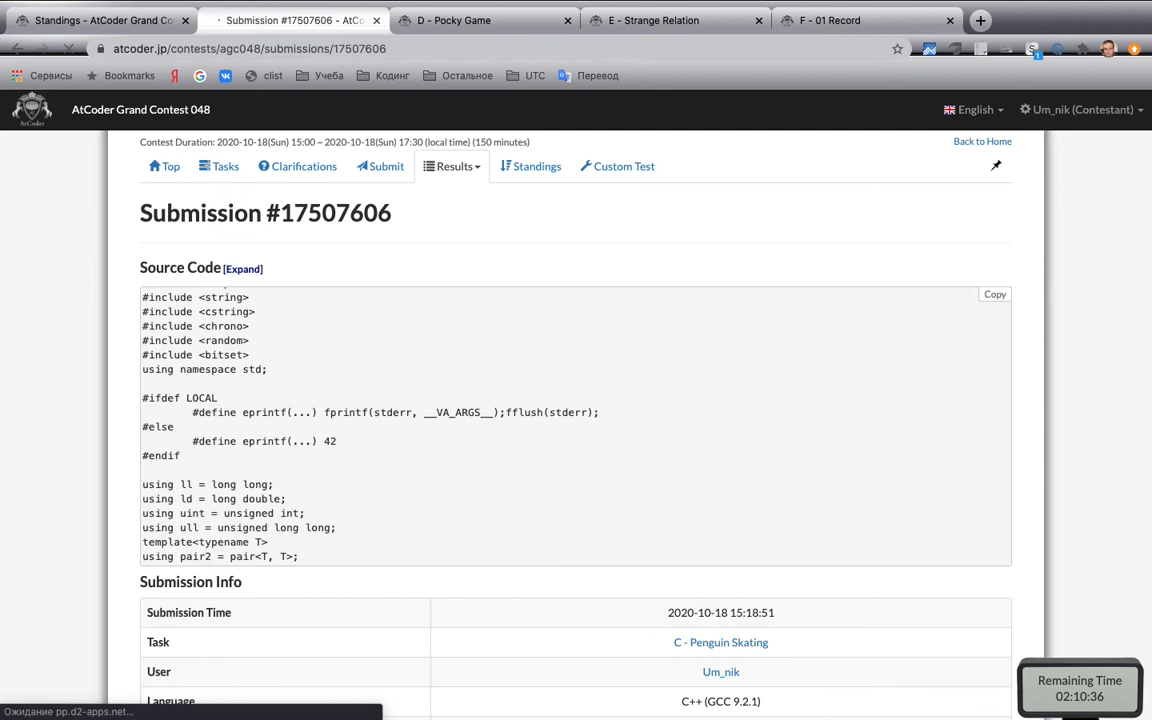 Standings - AtCoder Grand Co
Submission #17507606 - AtCo
D - Pocky Game
E - Strange Relation
F - 01 Record
atcoder.jp/contests/agc048/submissions/17507606
Сервисы
Bookmarks
clist
Учеба
Кодинг
Остальное
UTC
Перевод
AtCoder Grand Contest 048
English
Um_nik (Contestant)
Contest Duration: 2020-10-18(Sun) 15:00 ~ 2020-10-18(Sun) 17:30 (local time) (150 minutes)
Back to Home
Top
Tasks
Clarifications
Submit
Results
Standings
Custom Test
Submission #17507606
Source Code [Expand]
Copy
#include <string>
#include <cstring>
#include <chrono>
#include <random>
#include <bitset>
using namespace std;
#ifdef LOCAL
#define eprintf(...) fprintf(stderr, __VA_ARGS__);fflush(stderr);
#else
#define eprintf(...) 42
#endif
using ll = long long;
using ld = long double;
using uint = unsigned int;
using ull = unsigned long long;
template<typename T>
using pair2 = pair<T, T>;
Submission Info
Submission Time
2020-10-18 15:18:51
Task
C - Penguin Skating
User
Um_nik
Language
C++ (GCC 9.2.1)
Remaining Time
02:10:36
Ожидание pp.d2-apps.net...